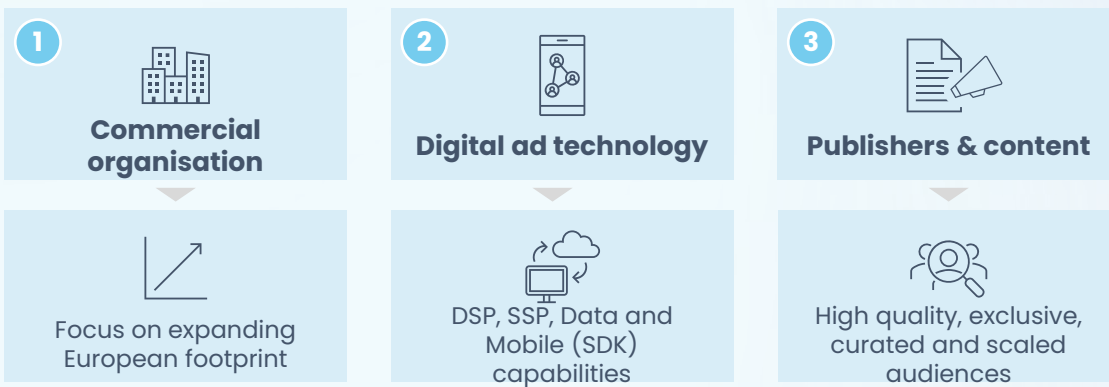 1
Commercial
organisation
Focus on expanding
European footprint
2
Digital ad technology
DSP, SSP, Data and
Mobile (SDK)
capabilities
3
Publishers & content
High quality, exclusive,
curated and scaled
audiences